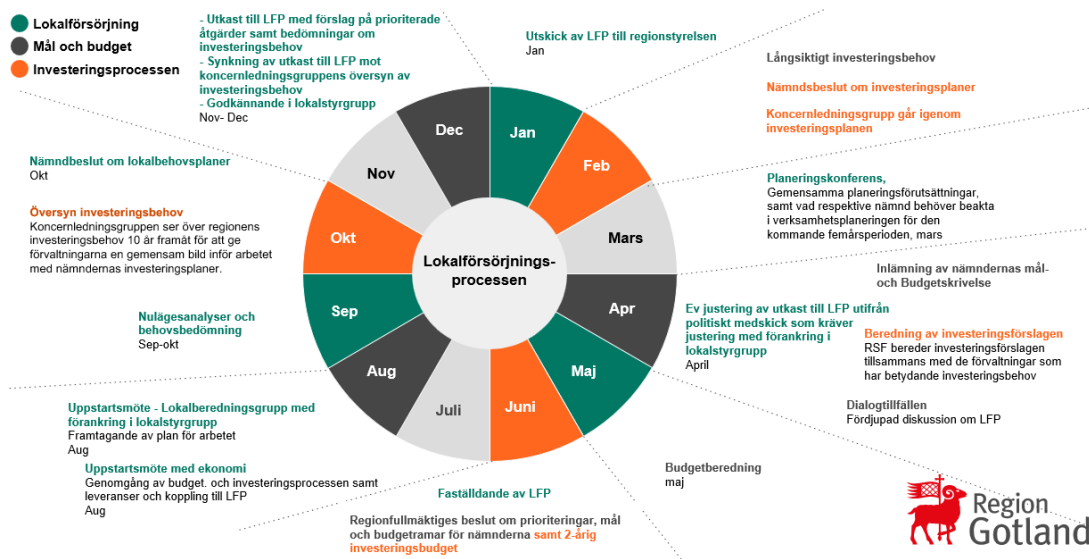 Lokalförsörjning
Mål och budget
Investeringsprocessen
- Utkast till LFP med förslag på prioriterade
åtgärder samt bedömningar om
investeringsbehov
- Synkning av utkast till LFP mot
koncernledningsgruppens översyn av
investeringsbehov
- Godkännande i lokalstyrgrupp
Nov- Dec
Utskick av LFP till regionstyrelsen
Jan
Långsiktigt investeringsbehov
Nämndsbeslut om investeringsplaner
Koncernledningsgrupp går igenom
investeringsplanen
Planeringskonferens,
Gemensamma planeringsförutsättningar,
samt vad respektive nämnd behöver beakta
i verksamhetsplaneringen för den
kommande femårsperioden, mars
Inlämning av nämndernas mål-
och Budgetskrivelse
Ev justering av utkast till LFP utifrån
politiskt medskick som kräver
justering med förankring i
lokalstyrgrupp
April
Beredning av investeringsförslagen
RSF bereder investeringsförslagen
tillsammans med de förvaltningar som
har betydande investeringsbehov
Dialogtillfällen
Fördjupad diskussion om LFP
Budgetberedning
maj
Faställdande av LFP
Regionfullmäktiges beslut om prioriteringar, mål
och budgetramar för nämnderna samt 2-årig
investeringsbudget
Uppstartsmöte - Lokalberedningsgrupp med
förankring i lokalstyrgrupp
Framtagande av plan för arbetet
Aug
Uppstartsmöte med ekonomi
Genomgång av budget. och investeringsprocessen samt
leveranser och koppling till LFP
Aug
Nulägesanalyser och
behovsbedömning
Sep-okt
Nämndbeslut om lokalbehovsplaner
Okt
Översyn investeringsbehov
Koncernledningsgruppen ser över regionens
investeringsbehov 10 år framåt för att ge
förvaltningarna en gemensam bild inför arbetet
med nämndernas investeringsplaner.
Jan
Feb
Mars
Apr
Maj
Juni
Juli
Aug
Sep
Okt
Nov
Dec
Lokalförsörjnings-
processen
Region
Gotland